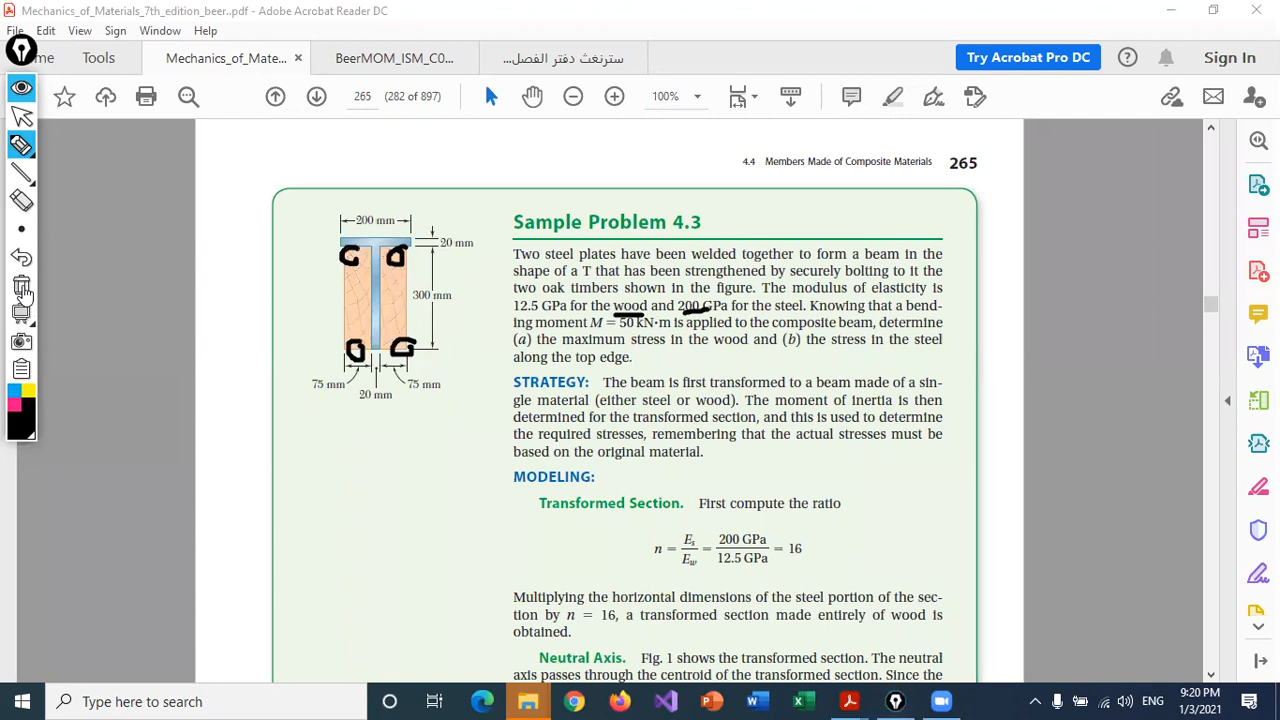 Mechanics_of_Materials_7th_edition_beer..pdf - Adobe Acrobat Reader DC
File Edit View Sign Window Help
me Tools Mechanics_of_Mate... × BeerMOM_ISM_C0... سترنغث دفتر الفصل... Try Acrobat Pro DC Sign In
265 (282 of 897) 100%
4.4 Members Made of Composite Materials 265
200 mm
20 mm
300 mm
75 mm 75 mm
20 mm
Sample Problem 4.3
Two steel plates have been welded together to form a beam in the
shape of a T that has been strengthened by securely bolting to it the
two oak timbers shown in the figure. The modulus of elasticity is
12.5 GPa for the wood and 200 GPa for the steel. Knowing that a bend-
ing moment M = 50 kN·m is applied to the composite beam, determine
(a) the maximum stress in the wood and (b) the stress in the steel
along the top edge.
STRATEGY: The beam is first transformed to a beam made of a sin-
gle material (either steel or wood). The moment of inertia is then
determined for the transformed section, and this is used to determine
the required stresses, remembering that the actual stresses must be
based on the original material.
MODELING:
Transformed Section. First compute the ratio
n = Es/Ew = 200 GPa/12.5 GPa = 16
Multiplying the horizontal dimensions of the steel portion of the sec-
tion by n = 16, a transformed section made entirely of wood is
obtained.
Neutral Axis. Fig. 1 shows the transformed section. The neutral
axis passes through the centroid of the transformed section. Since the
Type here to search
ENG
9:20 PM
1/3/2021